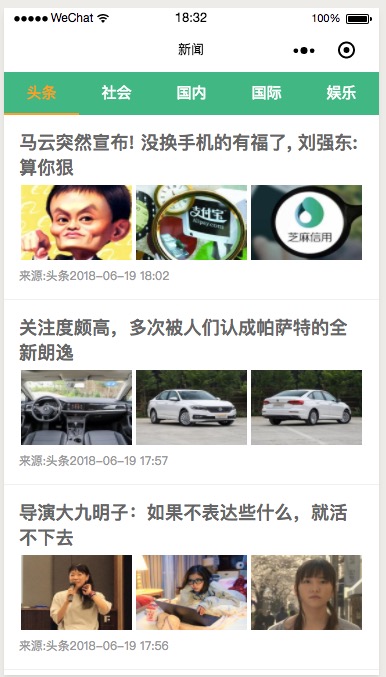 WeChat 18:32 100%
新闻
头条 社会 国内 国际 娱乐
马云突然宣布! 没换手机的有福了, 刘强东:
算你狠
支付宝
Alipay.com
芝麻信用
来源:头条2018-06-19 18:02
关注度颇高，多次被人们认成帕萨特的全
新朗逸
来源:头条2018-06-19 17:57
导演大九明子：如果不表达些什么，就活
不下去
来源:头条2018-06-19 17:56